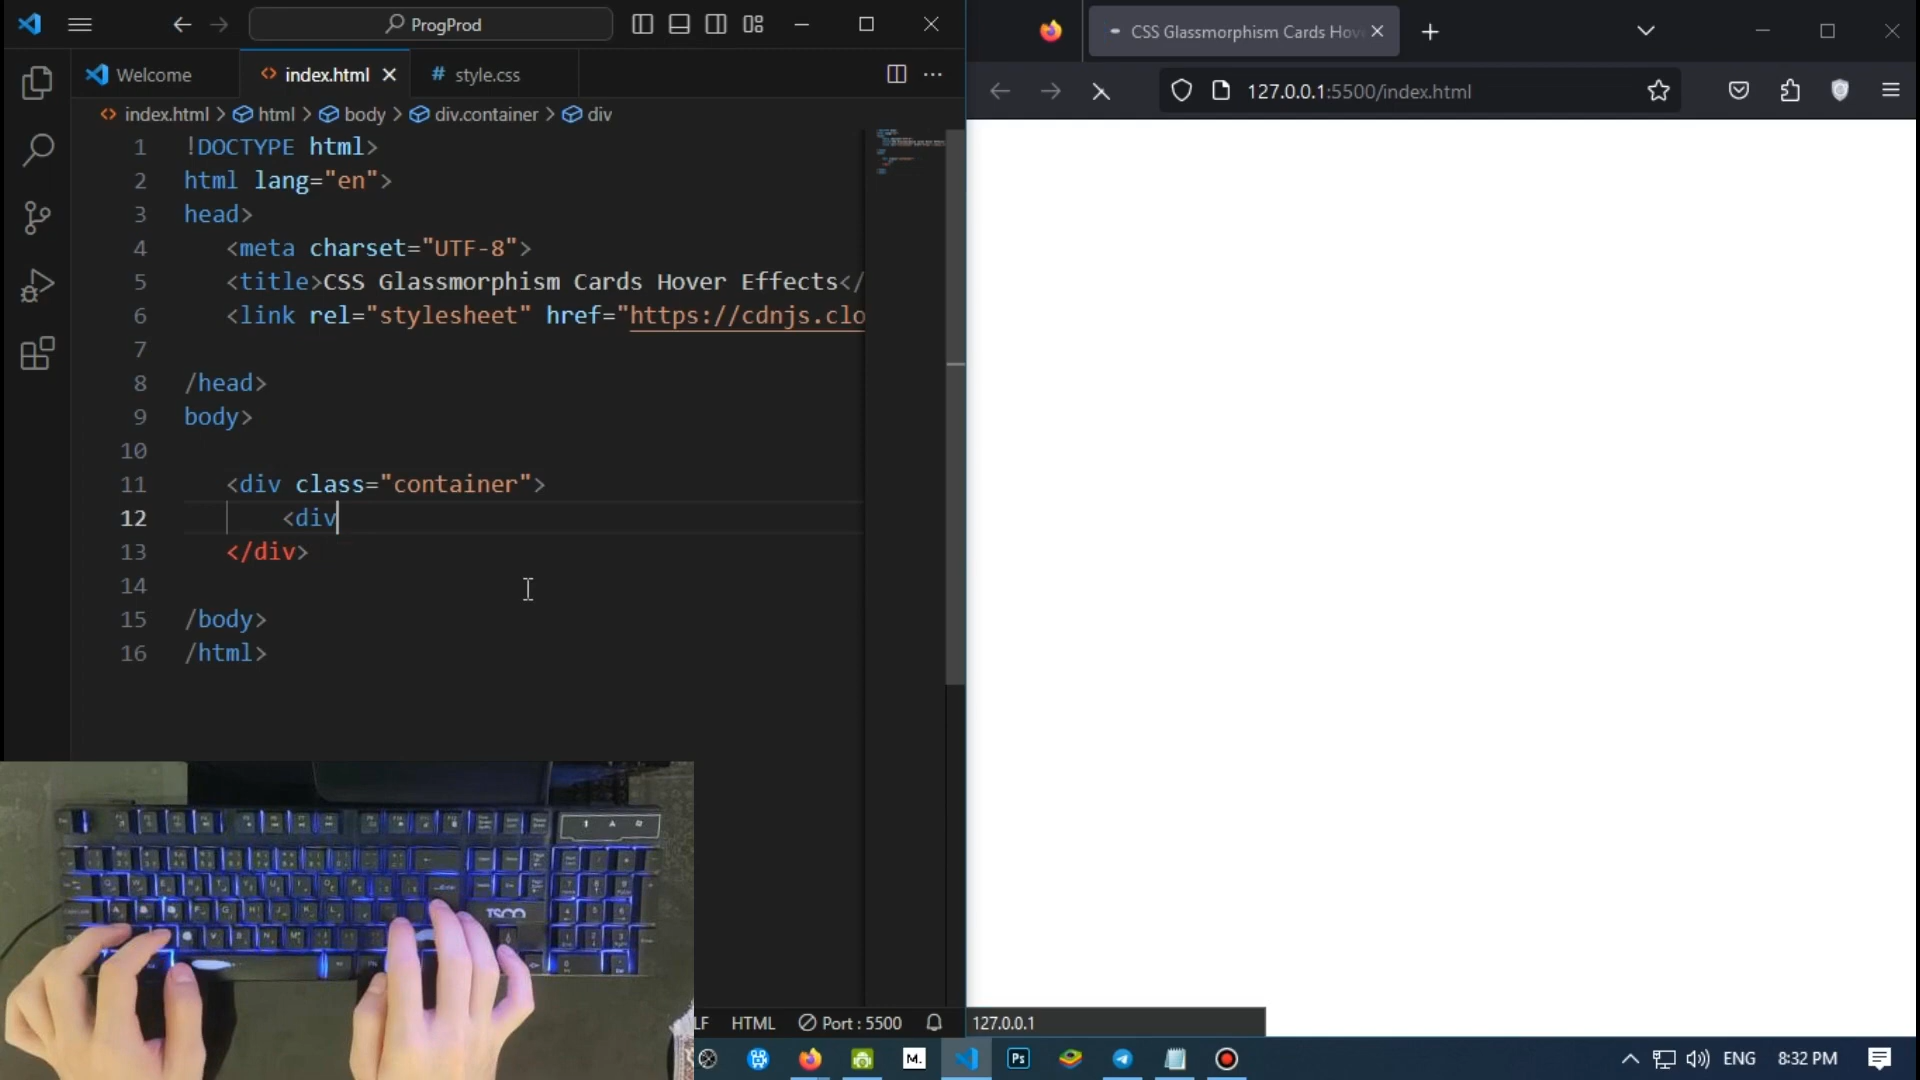 ProgProd
CSS Glassmorphism Cards Hov
Welcome
index.html
style.css
127.0.0.1:5500/index.html
index.html > html > body > div.container > div
1 !DOCTYPE html>
2 html lang="en">
3 head>
4 <meta charset="UTF-8">
5 <title>CSS Glassmorphism Cards Hover Effects</
6 <link rel="stylesheet" href="https://cdnjs.clo
7
8 /head>
9 body>
10
11 <div class="container">
12 <div
13 </div>
14
15 /body>
16 /html>
TSCO
LF HTML Port : 5500
127.0.0.1
M.
Ps
ENG 8:32 PM